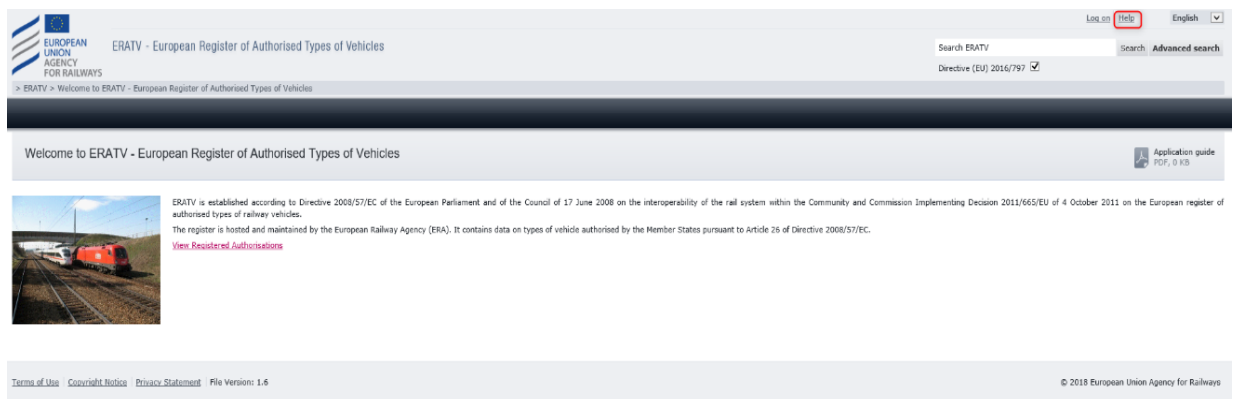 Log on Help English
EUROPEAN
UNION
AGENCY
FOR RAILWAYS
ERATV - European Register of Authorised Types of Vehicles
Search ERATV Search Advanced search
Directive (EU) 2016/797
> ERATV > Welcome to ERATV - European Register of Authorised Types of Vehicles
Welcome to ERATV - European Register of Authorised Types of Vehicles
Application guide
PDF, 0 KB
ERATV is established according to Directive 2008/57/EC of the European Parliament and of the Council of 17 June 2008 on the interoperability of the rail system within the Community and Commission Implementing Decision 2011/665/EU of 4 October 2011 on the European register of
authorised types of railway vehicles.
The register is hosted and maintained by the European Railway Agency (ERA). It contains data on types of vehicle authorised by the Member States pursuant to Article 26 of Directive 2008/57/EC.
View Registered Authorisations
Terms of Use Copyright Notice Privacy Statement File Version: 1.6
© 2018 European Union Agency for Railways